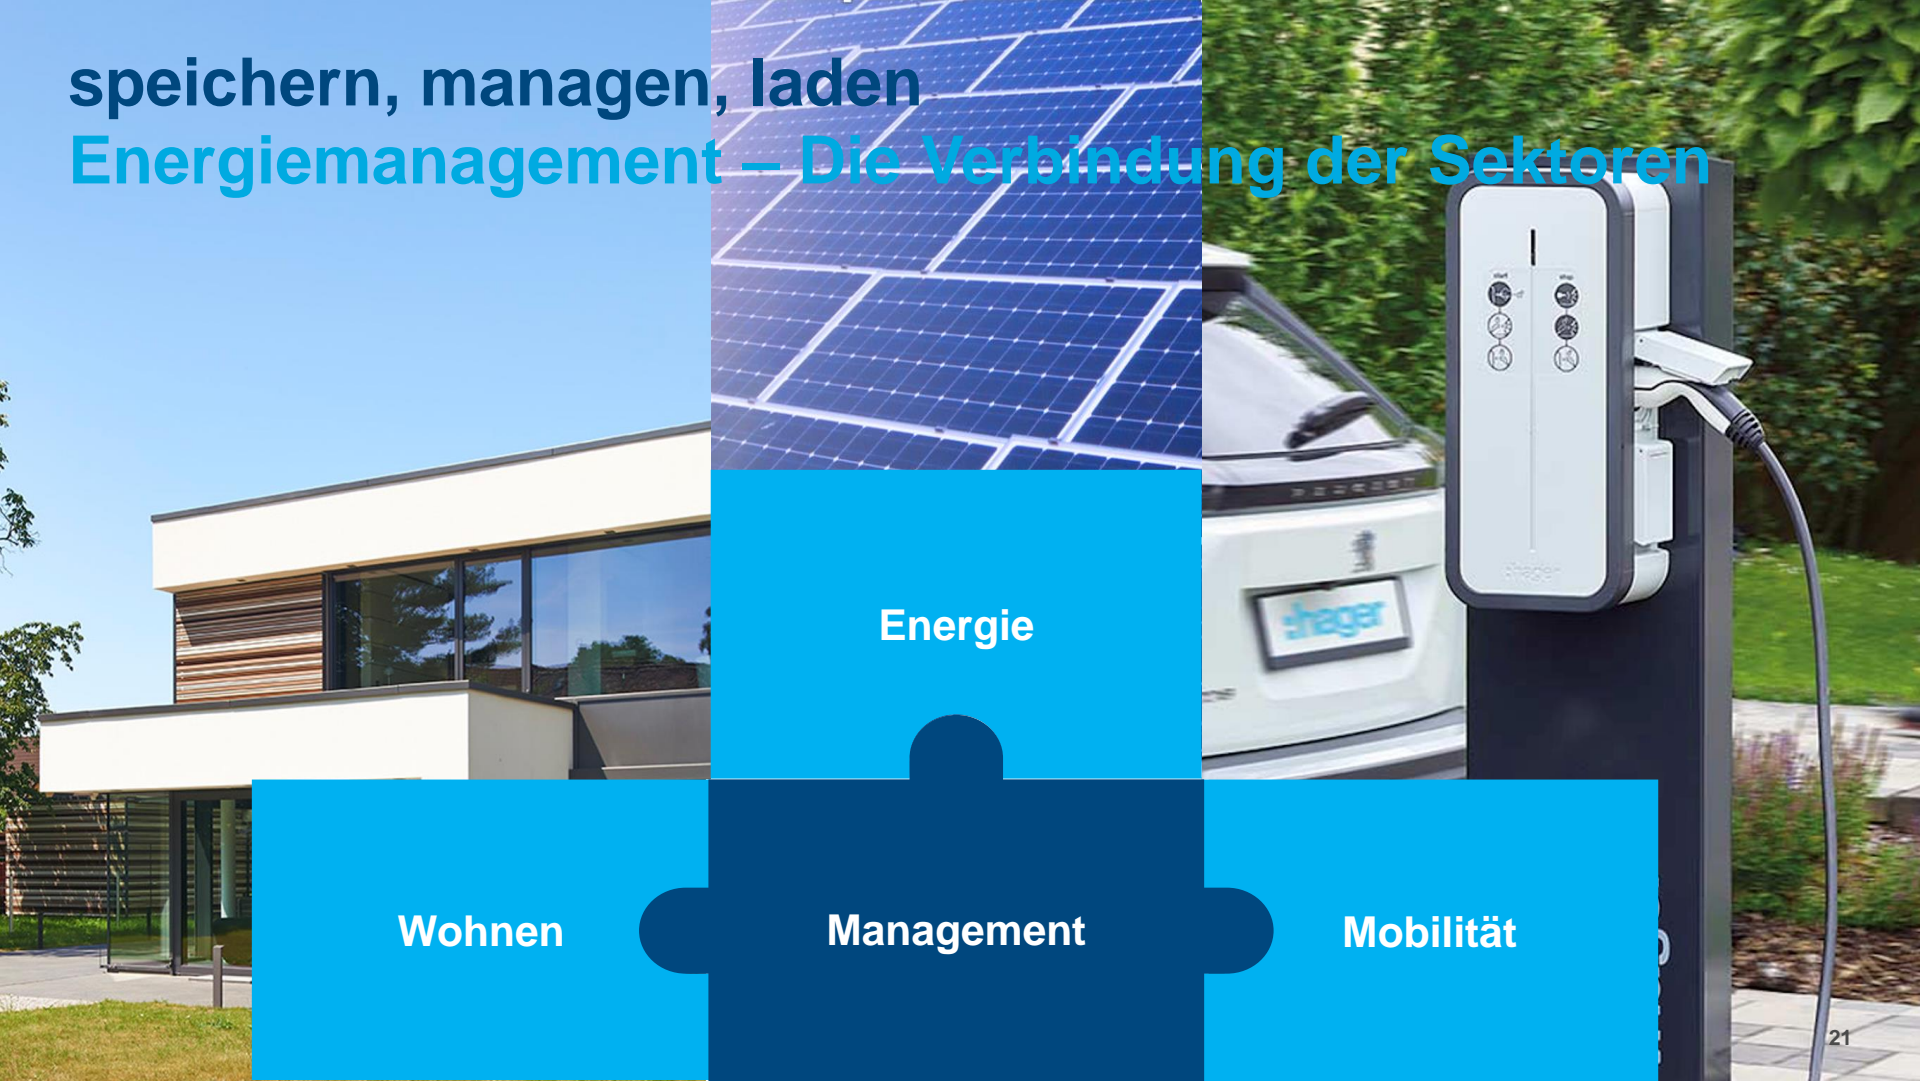 speichern, managen, laden
Energiemanagement – Die Verbindung der Sektoren
Energie
:hager
Wohnen
Management
Mobilität
21